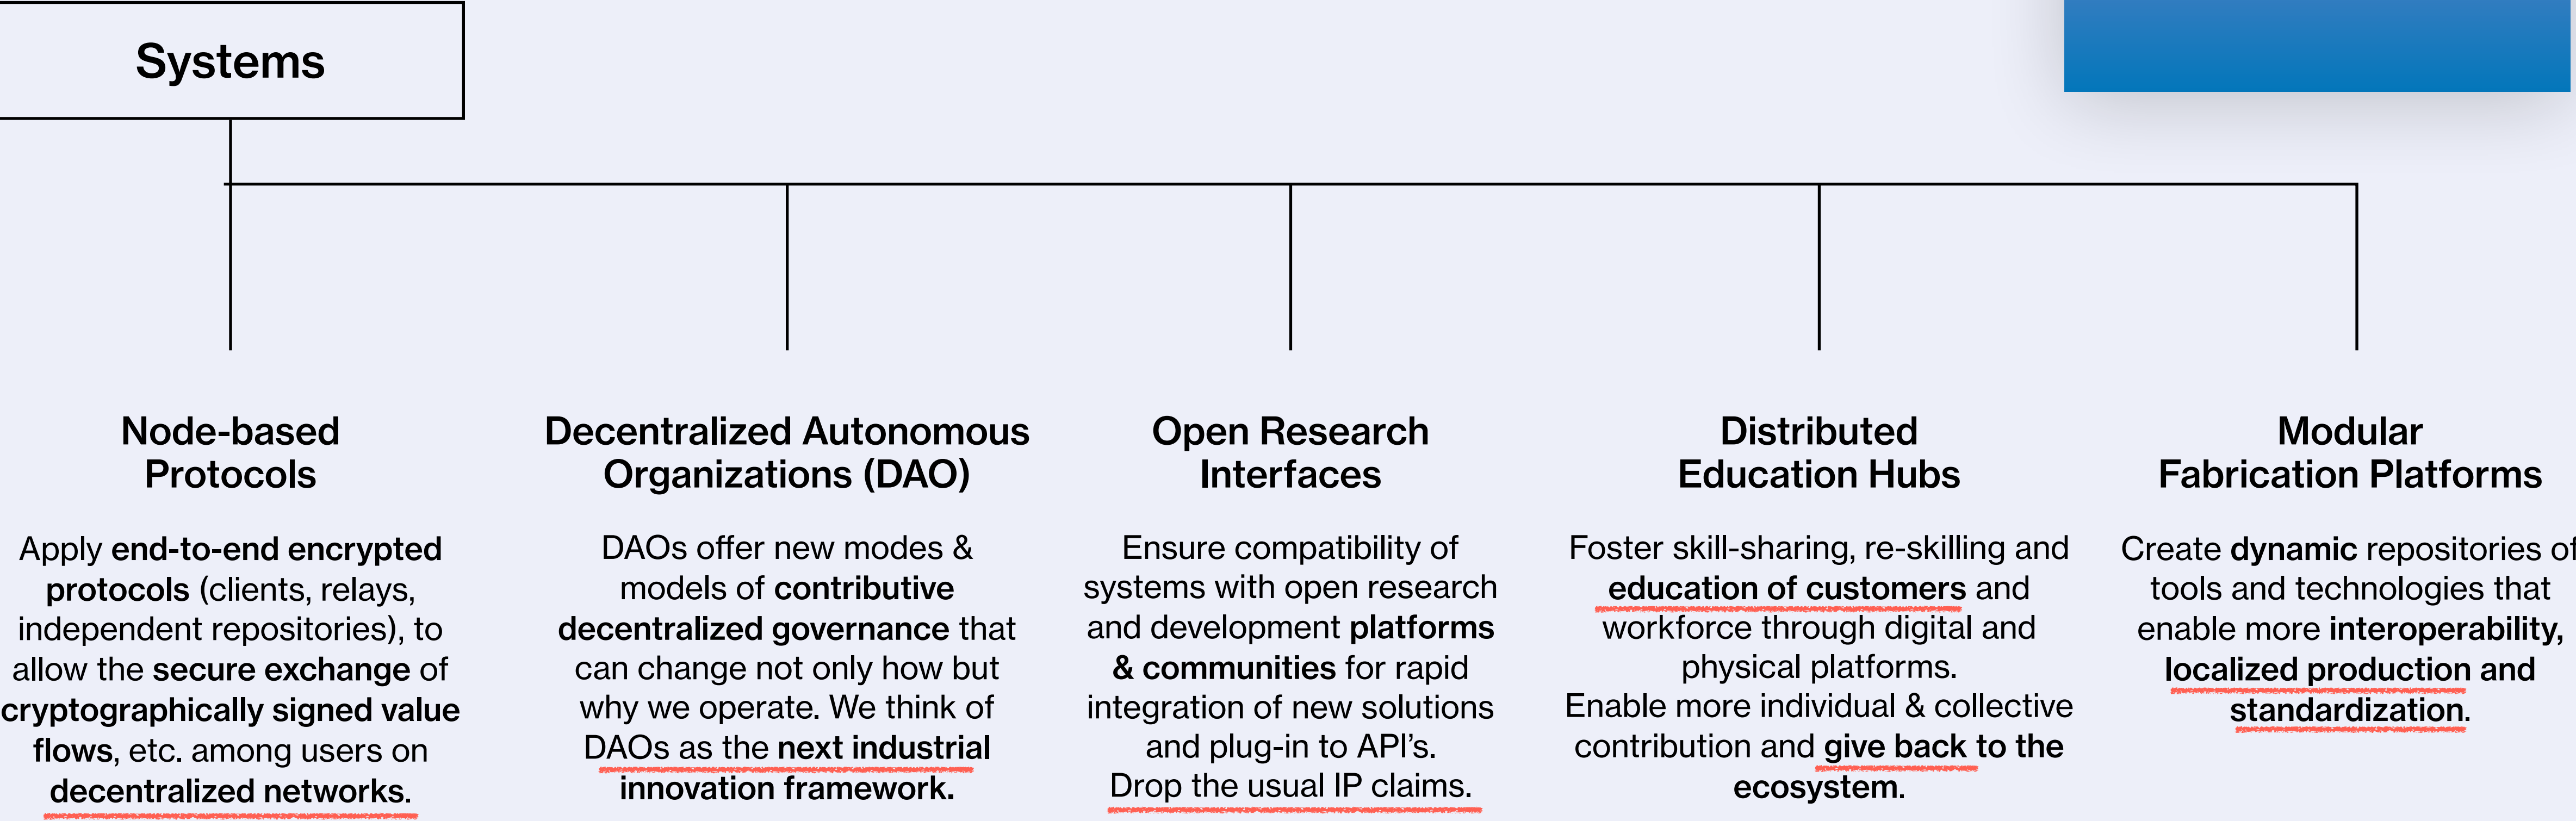 Systems
Node-based
Protocols
Apply end-to-end encrypted
protocols (clients, relays,
independent repositories), to
allow the secure exchange of
cryptographically signed value
flows, etc. among users on
decentralized networks.
Decentralized Autonomous
Organizations (DAO)
DAOs offer new modes &
models of contributive
decentralized governance that
can change not only how but
why we operate. We think of
DAOs as the next industrial
innovation framework.
Open Research
Interfaces
Ensure compatibility of
systems with open research
and development platforms
& communities for rapid
integration of new solutions
and plug-in to API’s.
Drop the usual IP claims.
Distributed
Education Hubs
Foster skill-sharing, re-skilling and
education of customers and
workforce through digital and
physical platforms.
Enable more individual & collective
contribution and give back to the
ecosystem.
Modular
Fabrication Platforms
Create dynamic repositories of
tools and technologies that
enable more interoperability,
localized production and
standardization.